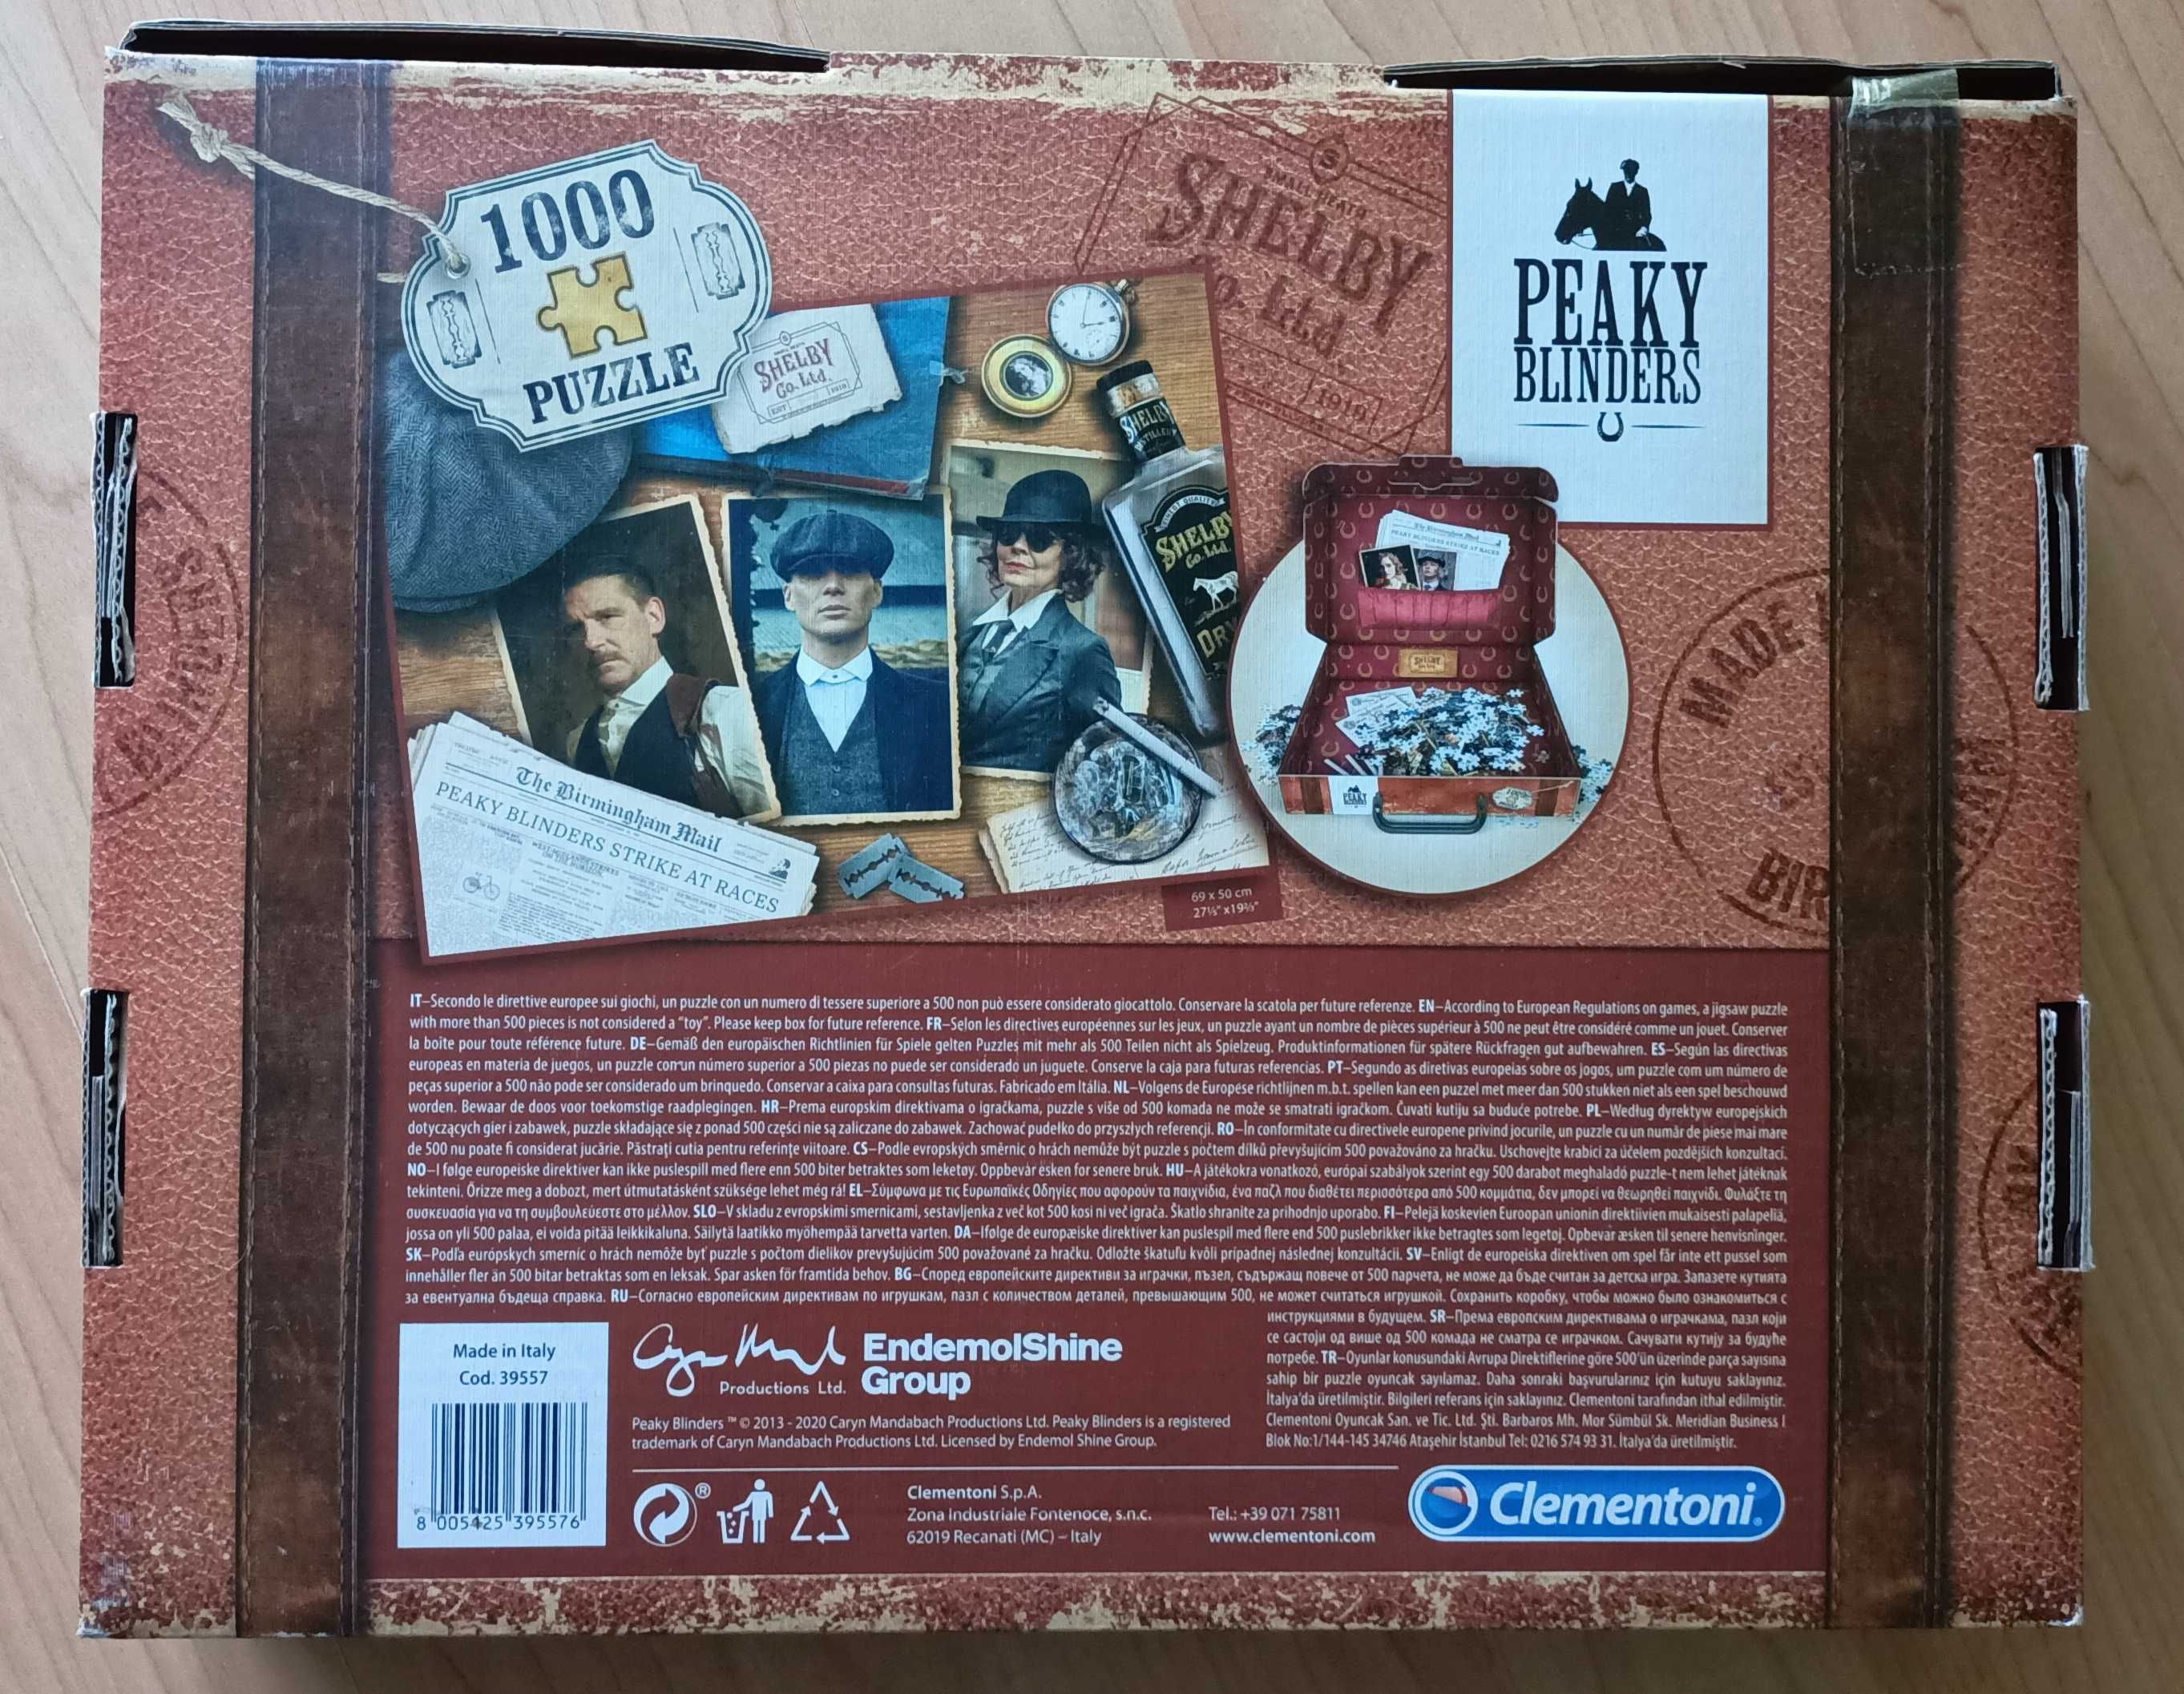 1000
PUZZLE
SMALL HEATH
SHELBY
Co. Ltd
1919
PEAKY
BLINDERS
SHELBY
Co. Ltd.
EST
1919
SHELBY
SHELBY
Co. Ltd.
DRY
The Birmingham Mail
PEAKY BLINDERS STRIKE AT RACES
The Birmingham Mail
PEAKY BLINDERS STRIKE AT RACES
SHELBY
PEAKY
BLINDERS
MADE
BIR
69 x 50 cm
27⅕" x19⅔"
IT–Secondo le direttive europee sui giochi, un puzzle con un numero di tessere superiore a 500 non può essere considerato giocattolo. Conservare la scatola per future referenze. EN–According to European Regulations on games, a jigsaw puzzle
with more than 500 pieces is not considered a "toy". Please keep box for future reference. FR–Selon les directives européennes sur les jeux, un puzzle ayant un nombre de pièces supérieur à 500 ne peut être considéré comme un jouet. Conserver
la boite pour toute référence future. DE–Gemäß den europäischen Richtlinien für Spiele gelten Puzzles mit mehr als 500 Teilen nicht als Spielzeug. Produktinformationen für spätere Rückfragen gut aufbewahren. ES–Según las directivas
europeas en materia de juegos, un puzzle con un número superior a 500 piezas no puede ser considerado un juguete. Conserve la caja para futuras referencias. PT–Segundo as diretivas europeias sobre os jogos, um puzzle com um número de
peças superior a 500 não pode ser considerado um brinquedo. Conservar a caixa para consultas futuras. Fabricado em Itália. NL–Volgens de Europese richtlijnen m.b.t. spellen kan een puzzel met meer dan 500 stukken niet als een spel beschouwd
worden. Bewaar de doos voor toekomstige raadplegingen. HR–Prema europskim direktivama o igračkama, puzzle s više od 500 komada ne može se smatrati igračkom. Čuvati kutiju sa buduće potrebe. PL–Według dyrektyw europejskich
dotyczących gier i zabawek, puzzle składające się z ponad 500 części nie są zaliczane do zabawek. Zachować pudełko do przyszłych referencji. RO–In conformitate cu directivele europene privind jocurile, un puzzle cu un număr de piese mai mare
de 500 nu poate fi considerat jucărie. Păstrați cutia pentru referințe viitoare. CS–Podle evropských směrnic o hrách nemůže být puzzle s počtem dílků převyšujícím 500 považováno za hračku. Uschovejte krabici za účelem pozdějších konzultací.
NO–I følge europeiske direktiver kan ikke puslespill med flere enn 500 biter betraktes som leketøy. Oppbevar esken for senere bruk. HU–A játékokra vonatkozó, európai szabályok szerint egy 500 darabot meghaladó puzzle-t nem lehet játéknak
tekinteni. Őrizze meg a dobozt, mert útmutatásként szüksége lehet még rá! EL–Σύμφωνα με τις Ευρωπαϊκές Οδηγίες που αφορούν τα παιχνίδια, ένα παζλ που διαθέτει περισσότερα από 500 κομμάτια, δεν μπορεί να θεωρηθεί παιχνίδι. Φυλάξτε τη
συσκευασία για να τη συμβουλεύεστε στο μέλλον. SLO–V skladu z evropskimi smernicami, sestavljenka z več kot 500 kosi ni več igrača. Škatlo shranite za prihodnjo uporabo. FI–Pelejä koskevien Euroopan unionin direktiivien mukaisesti palapeliä,
jossa on yli 500 palaa, ei voida pitää leikkikaluna. Säilytä laatikko myöhempää tarvetta varten. DA–Ifølge de europæiske direktiver kan puslespil med flere end 500 puslebrikker ikke betragtes som legetøj. Opbevar æsken til senere henvisninger.
SK–Podľa európskych smerníc o hrách nemôže byť puzzle s počtom dielikov prevyšujúcim 500 považované za hračku. Odložte škatuľu kvôli prípadnej následnej konzultácii. SV–Enligt de europeiska direktiven om spel får inte ett pussel som
innehåller fler än 500 bitar betraktas som en leksak. Spar asken för framtida behov. BG–Според европейските директиви за играчки, пъзел, съдържащ повече от 500 парчета, не може да бъде считан за детска игра. Запазете кутията
за евентуална бъдеща справка. RU–Согласно европейским директивам по игрушкам, пазл с количеством деталей, превышающим 500, не может считаться игрушкой. Сохранить коробку, чтобы можно было ознакомиться с
инструкциями в будущем. SR–Према европским директивома о играчкама, пазл који
се састоји од више од 500 комада не сматра се играчком. Сачувати кутију за будуће
потребе. TR–Oyunlar konusundaki Avrupa Direktiflerine göre 500'ün üzerinde parça sayısına
sahip bir puzzle oyuncak sayılamaz. Daha sonraki başvurularınız için kutuyu saklayınız.
İtalya'da üretilmiştir. Bilgileri referans için saklayınız. Clementoni tarafından ithal edilmiştir.
Clementoni Oyuncak San. ve Tic. Ltd. Şti. Barbaros Mh. Mor Sümbül Sk. Meridian Business I
Blok No:1/144-145 34746 Ataşehir İstanbul Tel: 0216 574 93 31. İtalya'da üretilmiştir.
Made in Italy
Cod. 39557
8 005425 395576
Productions Ltd.
EndemolShine
Group
Peaky Blinders ™ © 2013 - 2020 Caryn Mandabach Productions Ltd. Peaky Blinders is a registered
trademark of Caryn Mandabach Productions Ltd. Licensed by Endemol Shine Group.
Clementoni S.p.A.
Zona Industriale Fontenoce, s.n.c.
62019 Recanati (MC) – Italy
Tel.: +39 071 75811
www.clementoni.com
Clementoni®